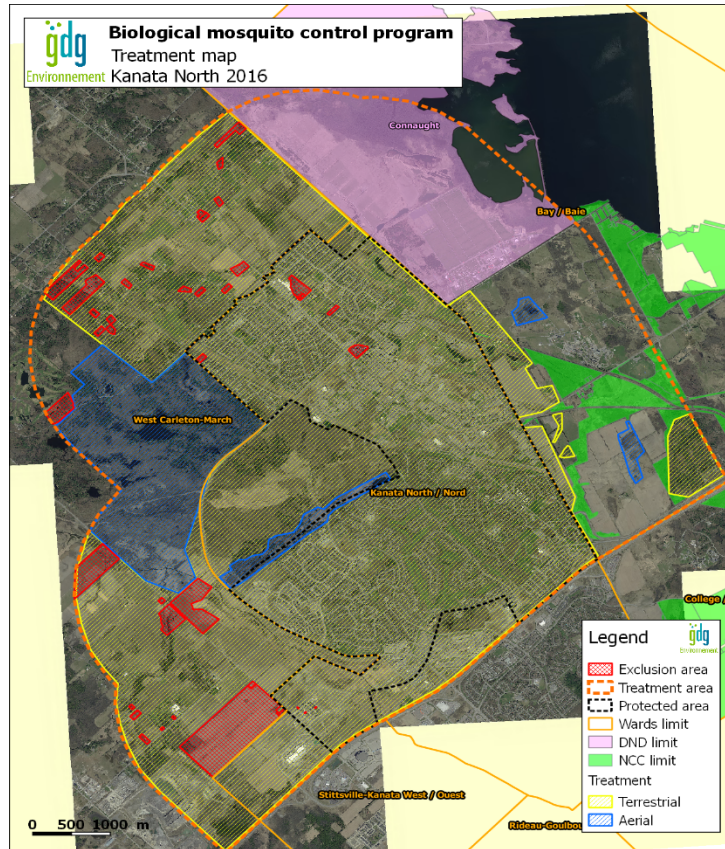 gdg
Environnement
Biological mosquito control program
Treatment map
Kanata North 2016
Connaught
Bay / Baie
West Carleton-March
Kanata North / Nord
College /
Legend
gdg
Environnement
Exclusion area
Treatment area
Protected area
Wards limit
DND limit
NCC limit
Treatment
Terrestrial
Aerial
0 500 1000 m
Stittsville-Kanata West / Ouest
Rideau-Goulbou